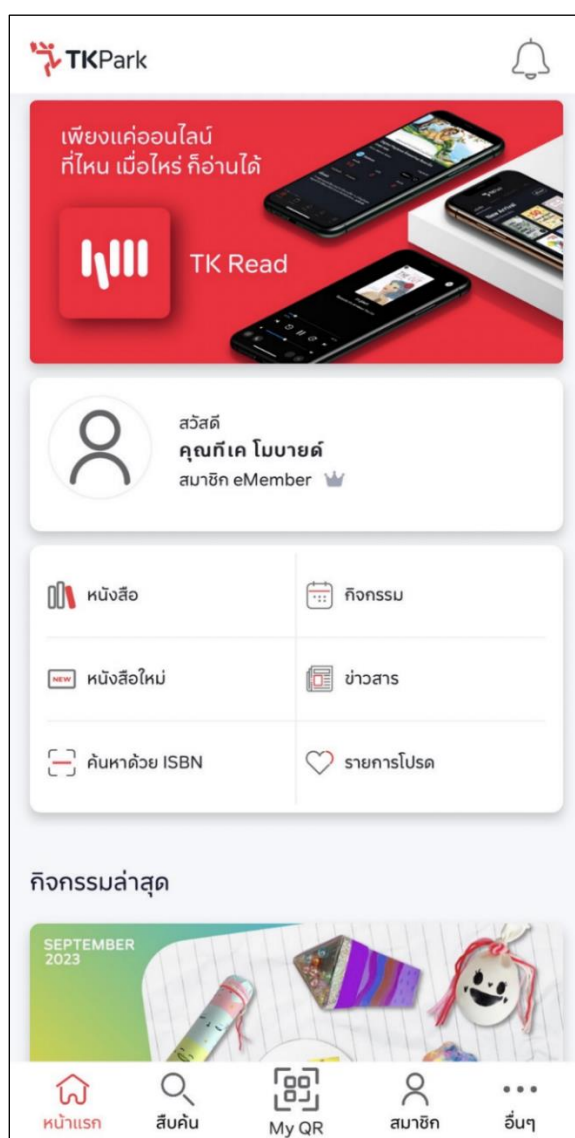 TKPark
เพียงแค่ออนไลน์
ที่ไหน เมื่อไหร่ ก็อ่านได้
TK Read
สวัสดี
คุณทีเค โมบายด์
สมาชิก eMember
หนังสือ
กิจกรรม
NEW หนังสือใหม่
ข่าวสาร
ค้นหาด้วย ISBN
รายการโปรด
กิจกรรมล่าสุด
SEPTEMBER
2023
หน้าแรก
สืบค้น
My QR
สมาชิก
อื่นๆ